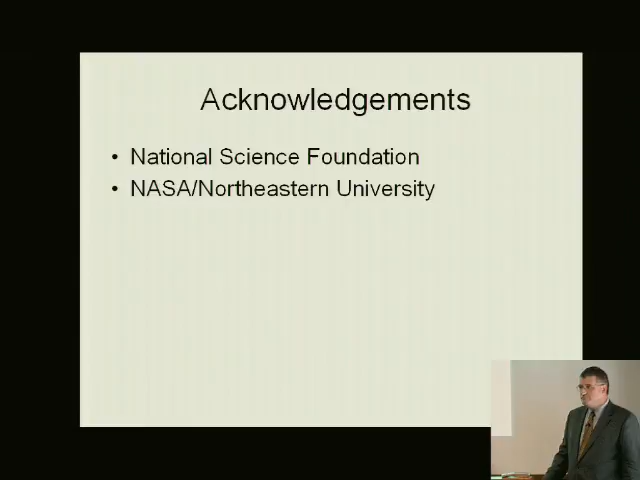 Acknowledgements
• National Science Foundation
• NASA/Northeastern University